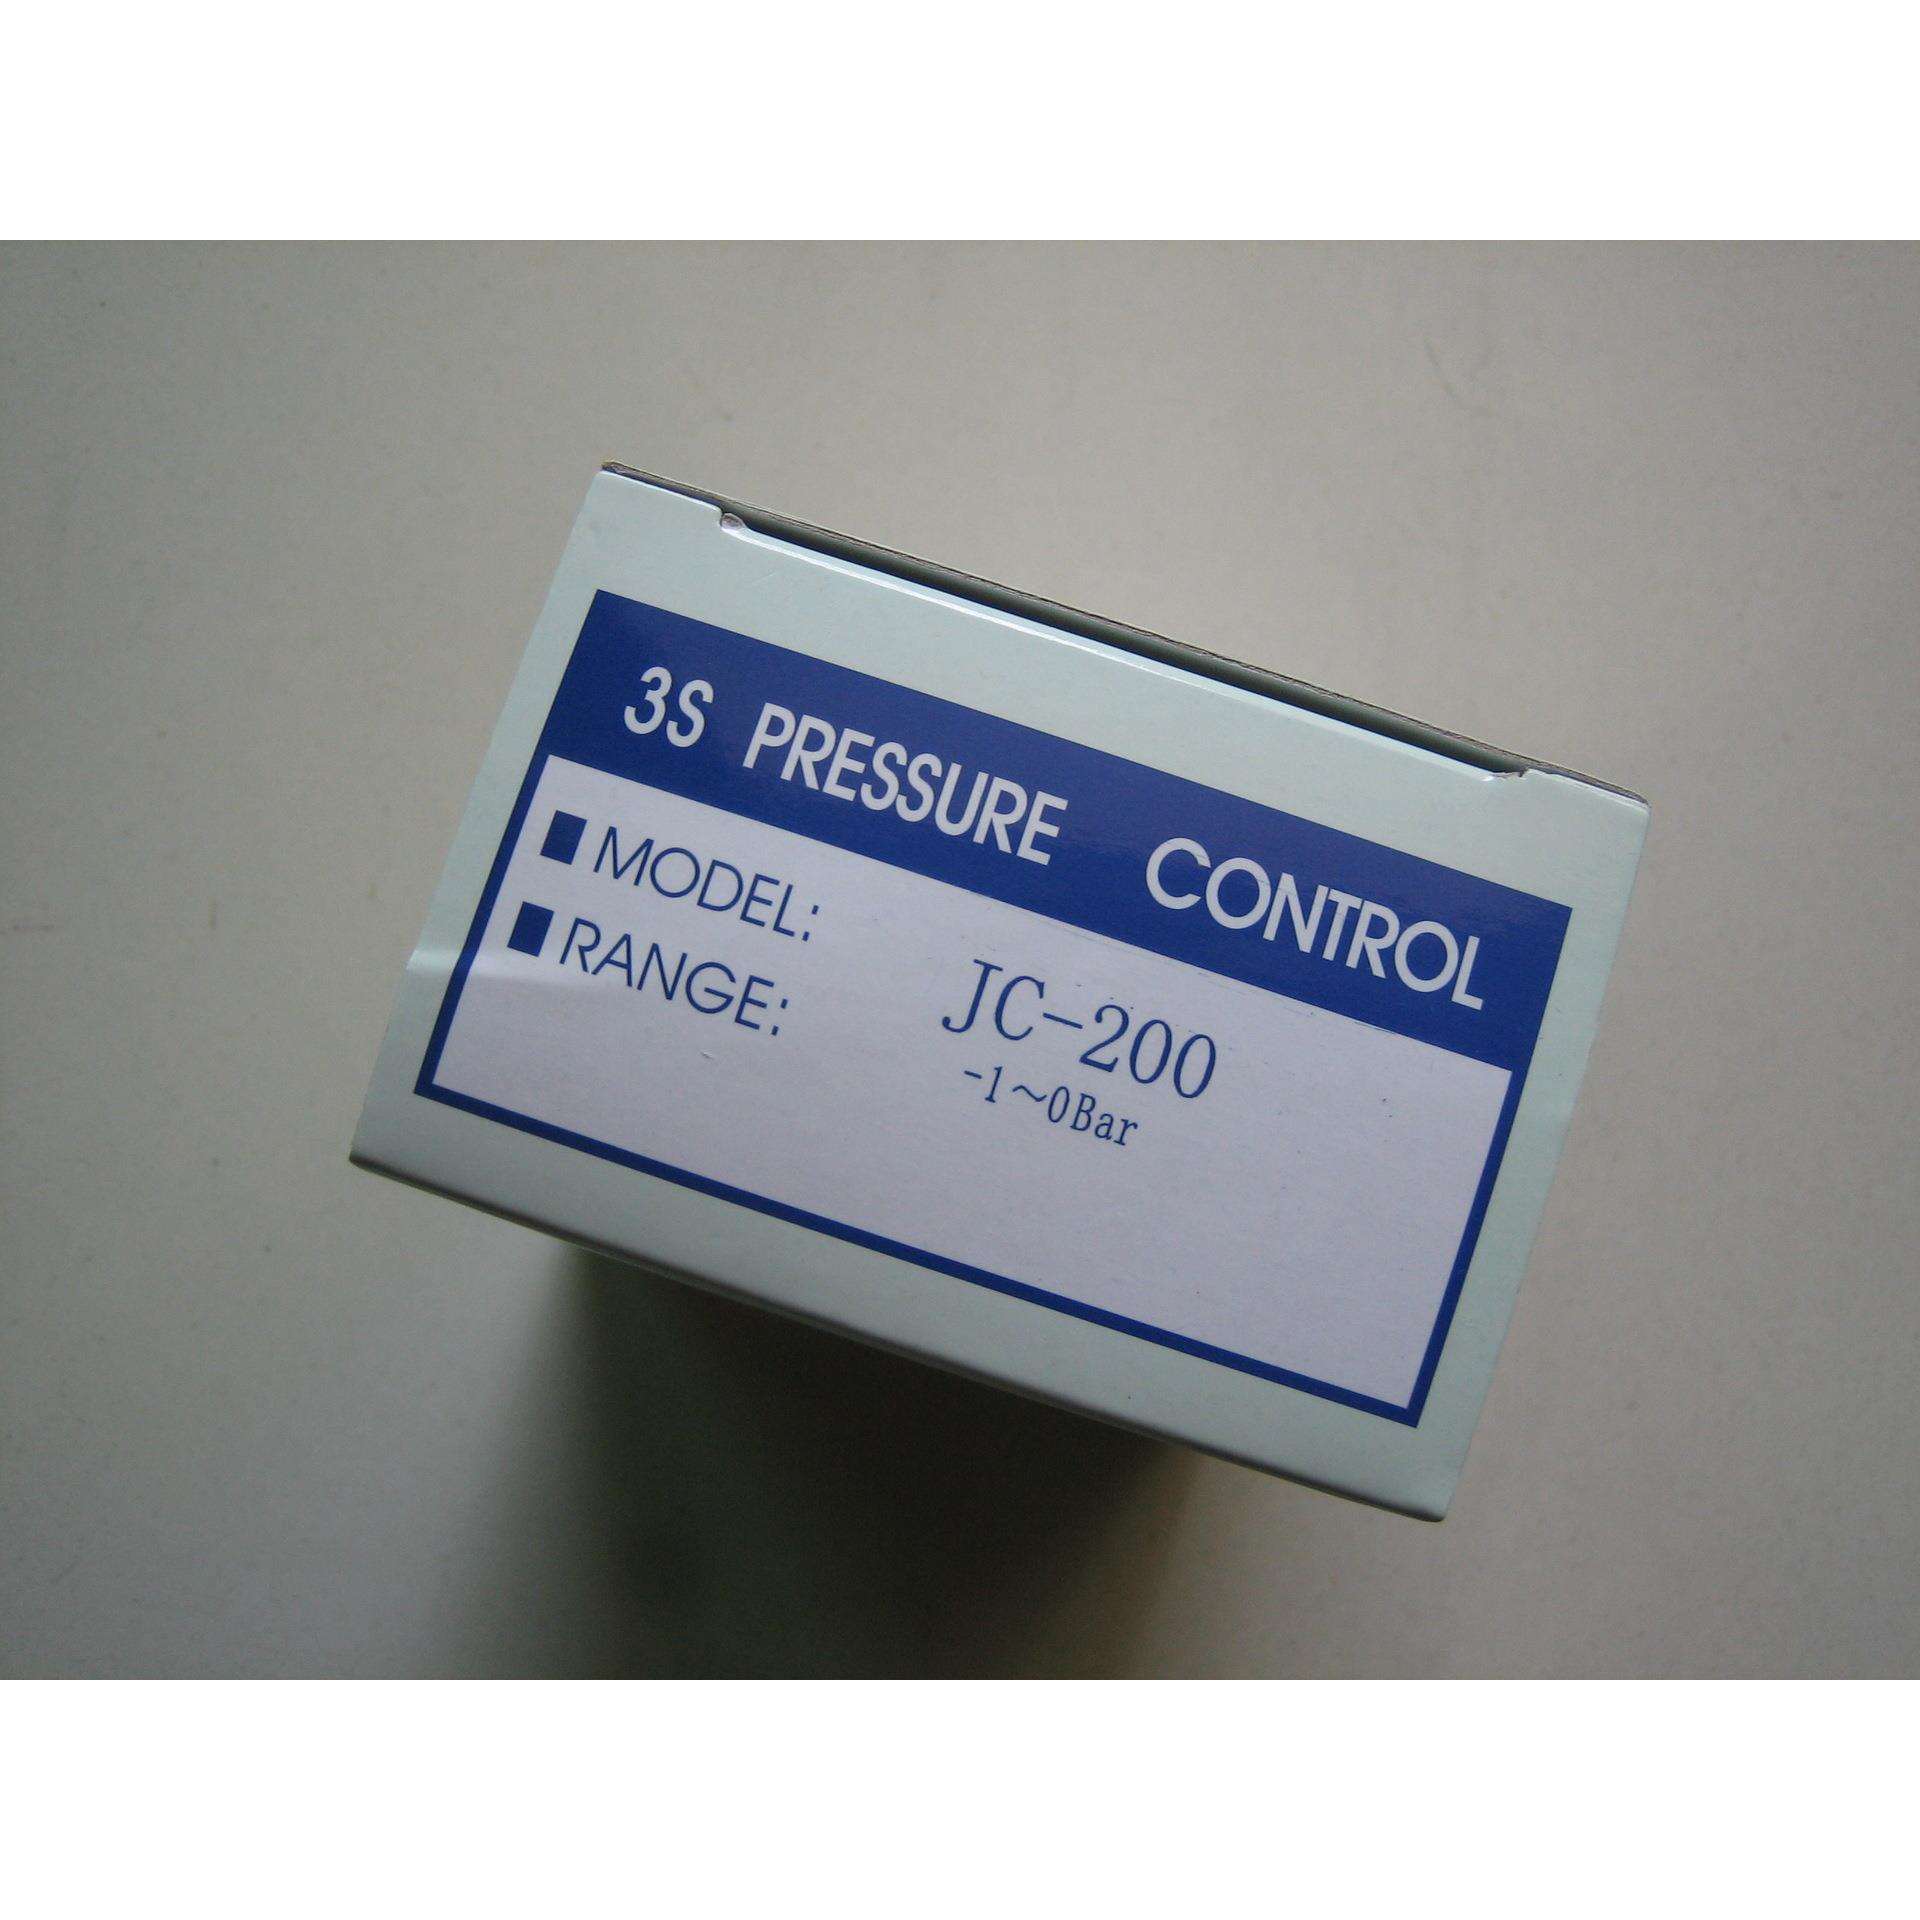 3S PRESSURE CONTROL
MODEL: JC-200
RANGE: -1~0Bar